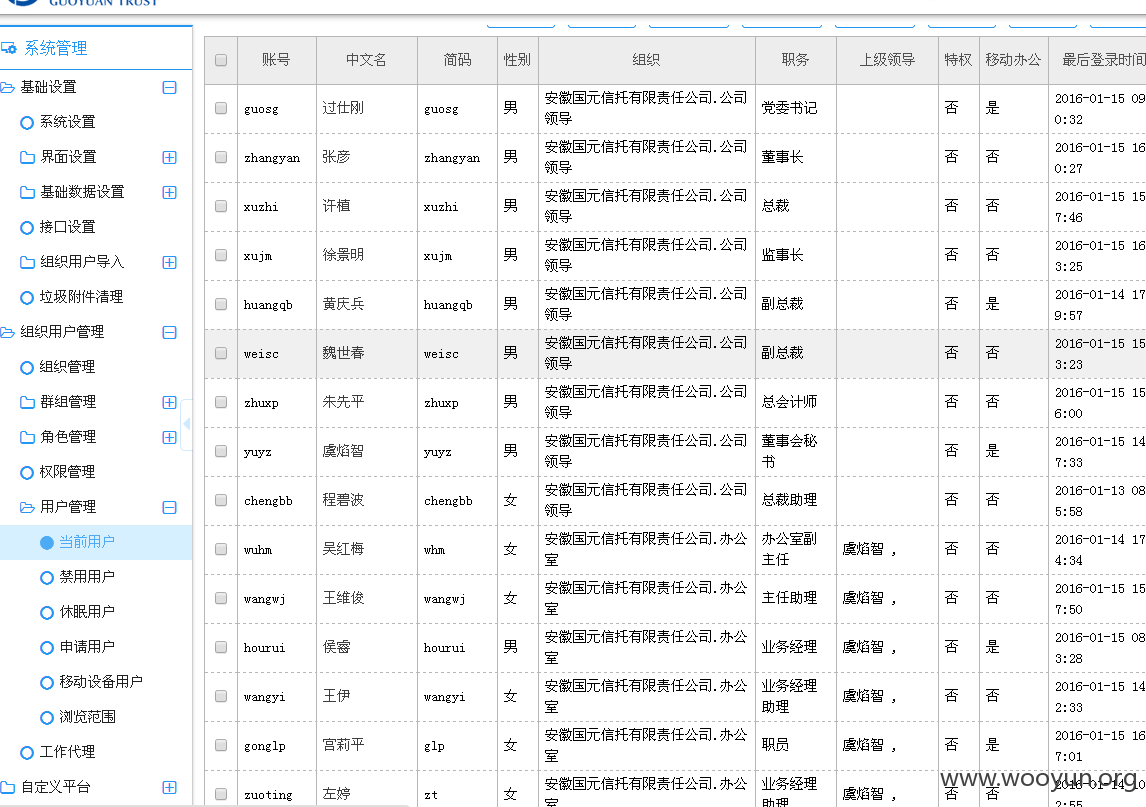 GUOYUAN TRUST
系统管理
基础设置
系统设置
界面设置
基础数据设置
接口设置
组织用户导入
垃圾附件清理
组织用户管理
组织管理
群组管理
角色管理
权限管理
用户管理
当前用户
禁用用户
休眠用户
申请用户
移动设备用户
浏览范围
工作代理
自定义平台
账号 中文名 简码 性别 组织 职务 上级领导 特权 移动办公 最后登录时间
guosg 过仕刚 guosg 男 安徽国元信托有限责任公司.公司 党委书记 否 是 2016-01-15 09
领导 0:32
zhangyan 张彦 zhangyan 男 安徽国元信托有限责任公司.公司 董事长 否 否 2016-01-15 16
领导 0:27
xuzhi 许植 xuzhi 男 安徽国元信托有限责任公司.公司 总裁 否 否 2016-01-15 15
领导 7:46
xujm 徐景明 xujm 男 安徽国元信托有限责任公司.公司 监事长 否 否 2016-01-15 16
领导 3:25
huangqb 黄庆兵 huangqb 男 安徽国元信托有限责任公司.公司 副总裁 否 是 2016-01-14 17
领导 9:57
weisc 魏世春 weisc 男 安徽国元信托有限责任公司.公司 副总裁 否 否 2016-01-15 15
领导 3:23
zhuxp 朱先平 zhuxp 男 安徽国元信托有限责任公司.公司 总会计师 否 否 2016-01-15 15
领导 6:00
yuyz 虞焰智 yuyz 男 安徽国元信托有限责任公司.公司 董事会秘 否 是 2016-01-15 14
领导 书 7:33
chengbb 程碧波 chengbb 女 安徽国元信托有限责任公司.公司 总裁助理 否 否 2016-01-13 08
领导 5:58
wuhm 吴红梅 whm 女 安徽国元信托有限责任公司.办公 办公室副 虞焰智 , 否 否 2016-01-14 17
室 主任 4:34
wangwj 王维俊 wangwj 女 安徽国元信托有限责任公司.办公 主任助理 虞焰智 , 否 否 2016-01-15 15
室 7:50
hourui 侯睿 hourui 男 安徽国元信托有限责任公司.办公 业务经理 虞焰智 , 否 是 2016-01-15 08
室 3:28
wangyi 王伊 wangyi 女 安徽国元信托有限责任公司.办公 业务经理 虞焰智 , 否 否 2016-01-15 14
室 助理 2:33
gonglp 宫莉平 glp 女 安徽国元信托有限责任公司.办公 职员 虞焰智 , 否 是 2016-01-15 16
室 7:01
zuoting 左婷 zt 女 安徽国元信托有限责任公司.办公 业务经理 虞焰智 , 否 否 2016-01-14 10
室 助理 2:55
www.wooyun.org